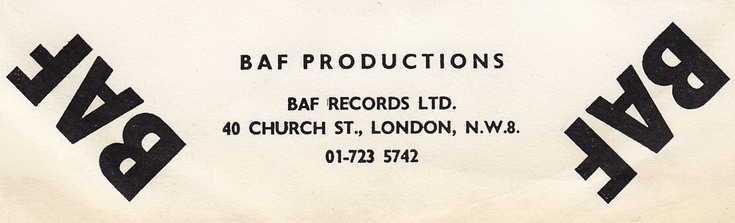 BAF
BAF PRODUCTIONS
BAF RECORDS LTD.
40 CHURCH ST., LONDON, N.W.8.
01-723 5742
BAF